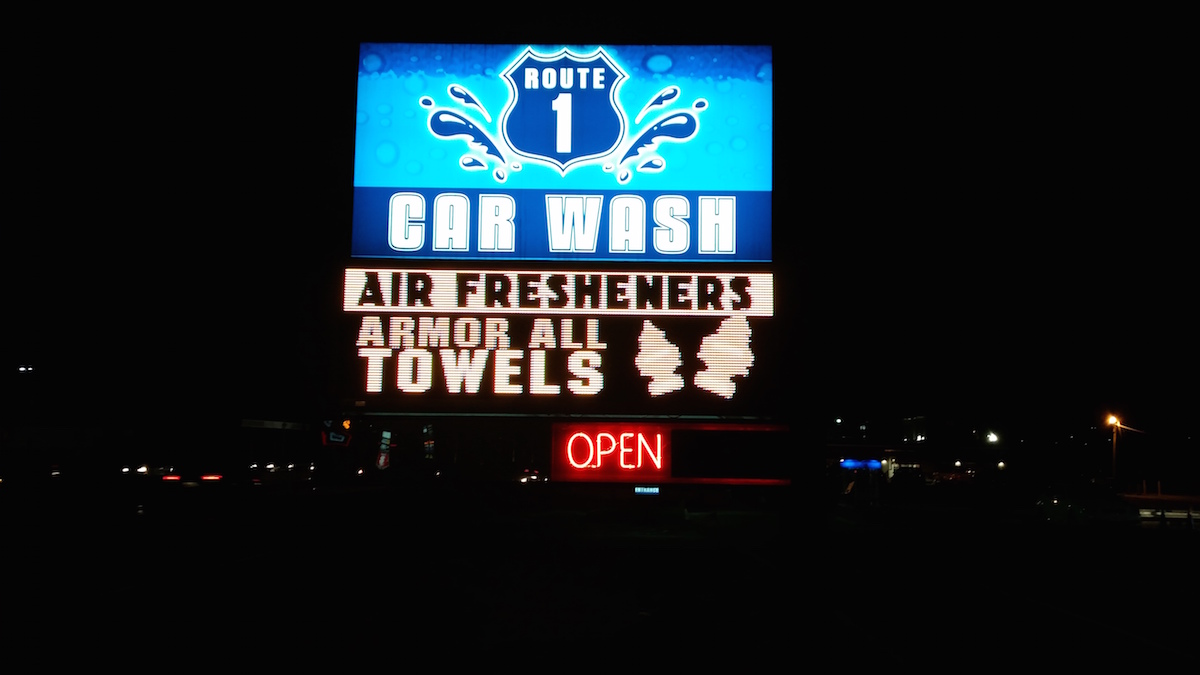 ROUTE
1
CAR WASH
AIR FRESHENERS
ARMOR ALL
TOWELS
OPEN